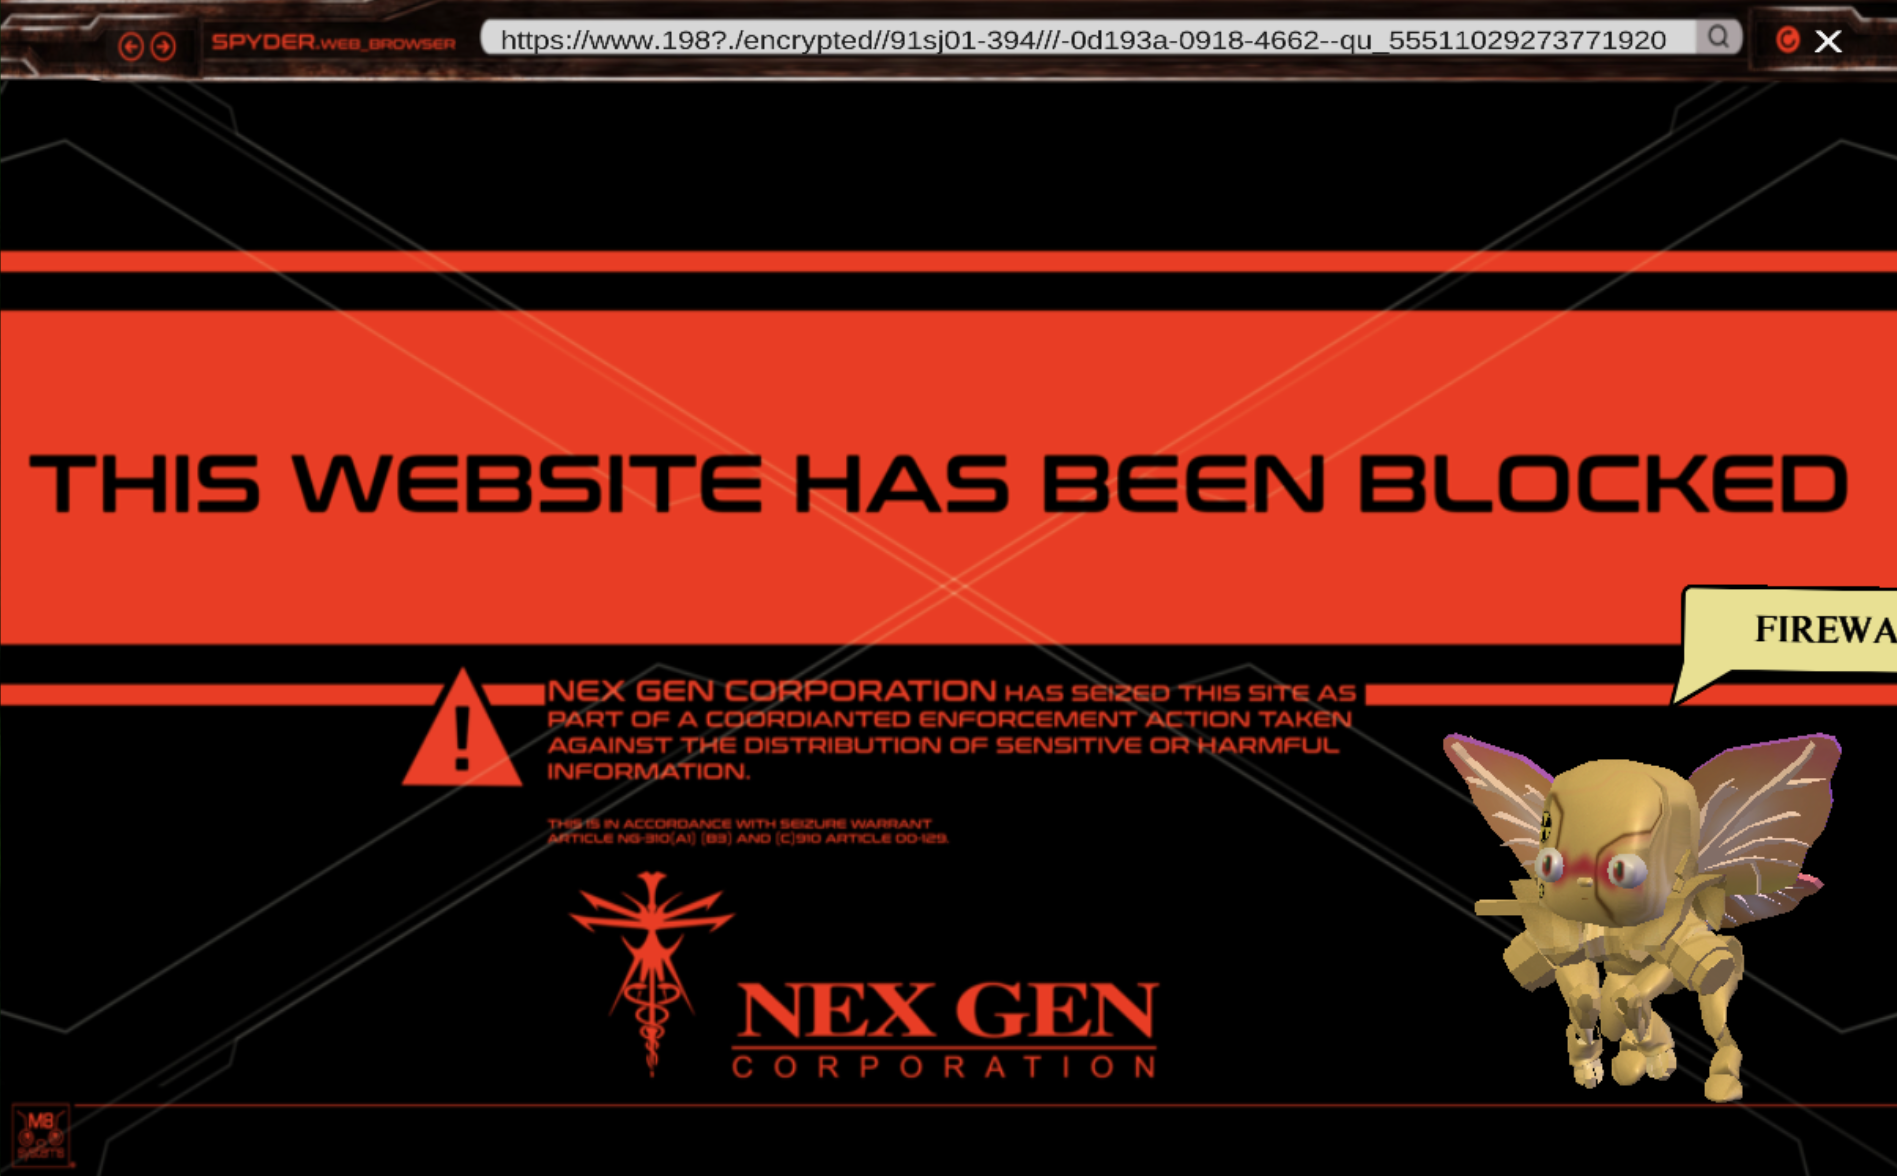 SPYDER.WEB_BROWSER
https://www.198?./encrypted//91sj01-394///-0d193a-0918-4662--qu_55511029273771920
THIS WEBSITE HAS BEEN BLOCKED
FIREWA
NEX GEN CORPORATION HAS SEIZED THIS SITE AS
PART OF A COORDIANTED ENFORCEMENT ACTION TAKEN
AGAINST THE DISTRIBUTION OF SENSITIVE OR HARMFUL
INFORMATION.
THIS IS IN ACCORDANCE WITH SEIZURE WARRANT
ARTICLE NG-310(A1) (B3) AND (C)910 ARTICLE 00-129.
NEX GEN
CORPORATION
M8
SYSTEMS